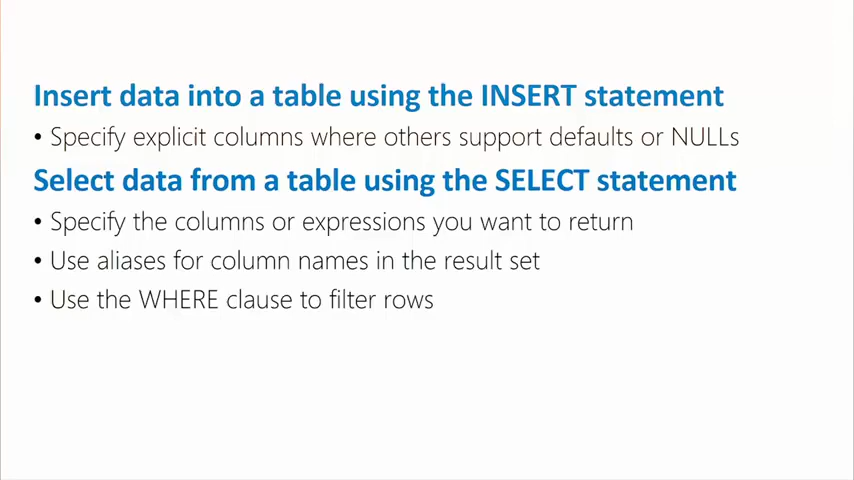 Insert data into a table using the INSERT statement
• Specify explicit columns where others support defaults or NULLs
Select data from a table using the SELECT statement
• Specify the columns or expressions you want to return
• Use aliases for column names in the result set
• Use the WHERE clause to filter rows